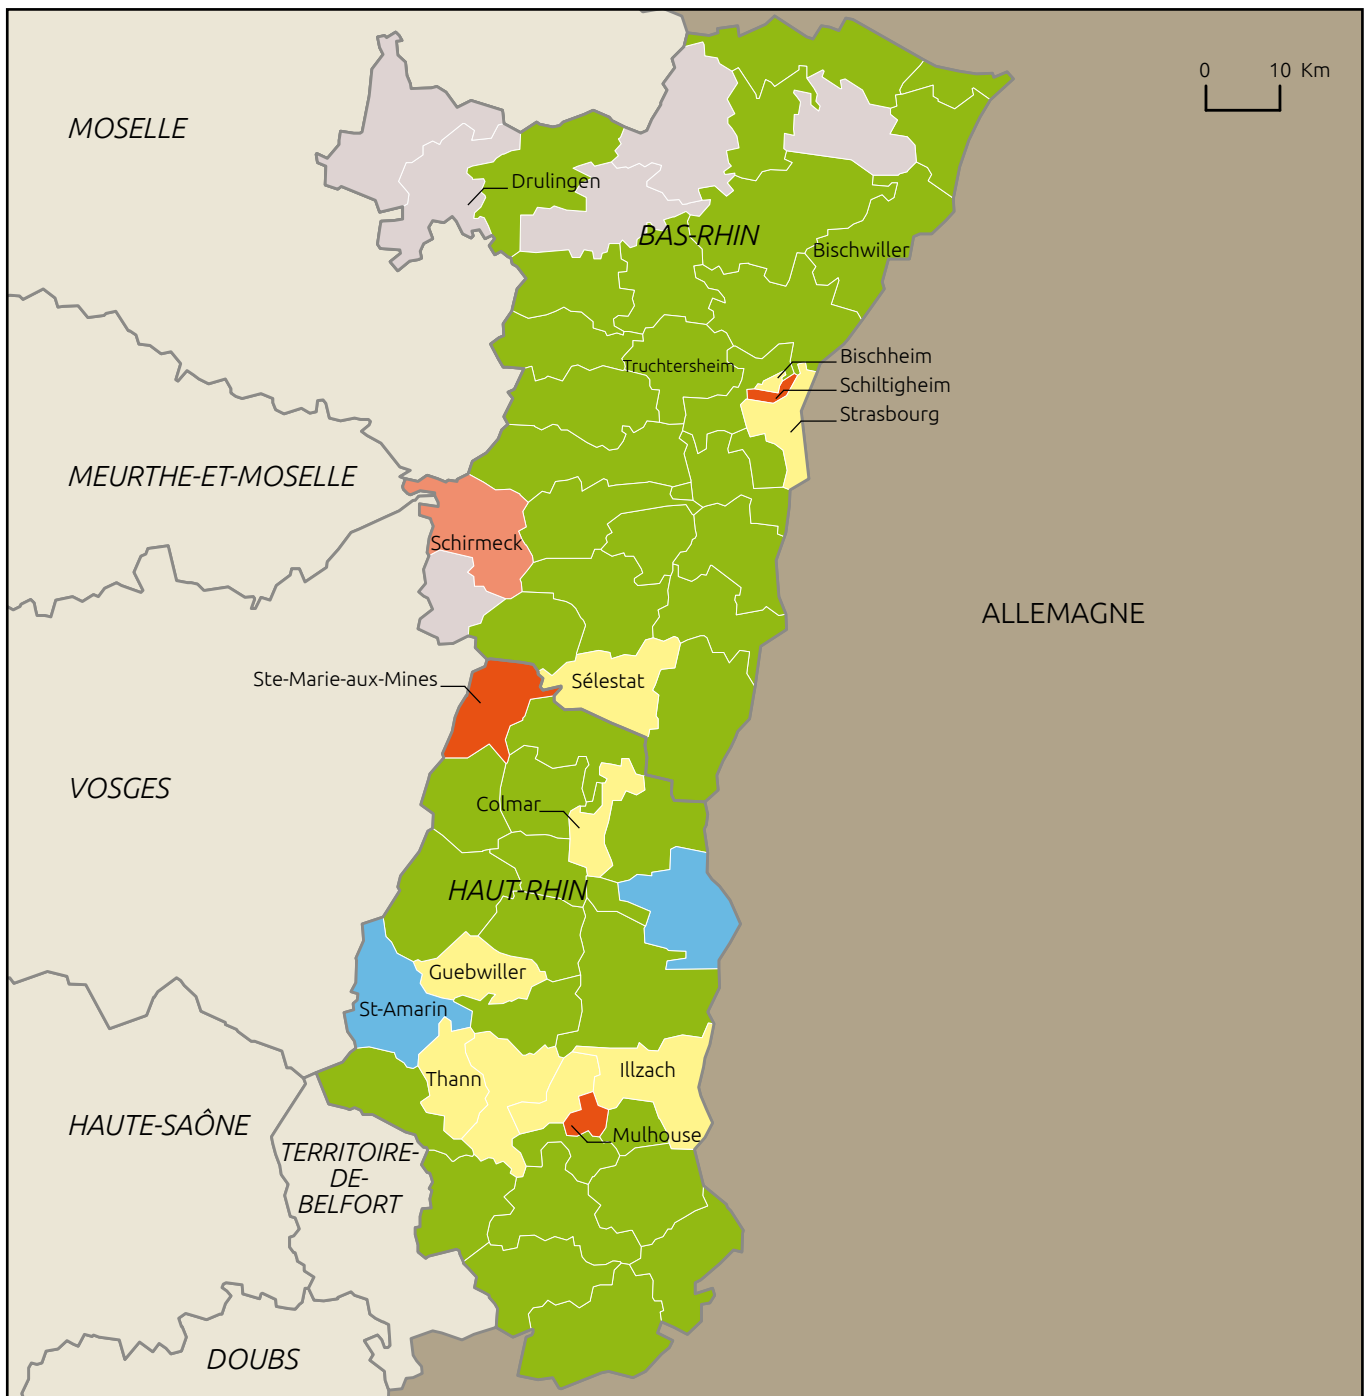 0 10 Km
MOSELLE
Drulingen
BAS-RHIN
Bischwiller
Bischheim
Truchtersheim
Schiltigheim
Strasbourg
MEURTHE-ET-MOSELLE
Schirmeck
ALLEMAGNE
Ste-Marie-aux-Mines
Sélestat
VOSGES
Colmar
HAUT-RHIN
Guebwiller
St-Amarin
Illzach
Thann
HAUTE-SAÔNE
Mulhouse
TERRITOIRE-
DE-
BELFORT
DOUBS